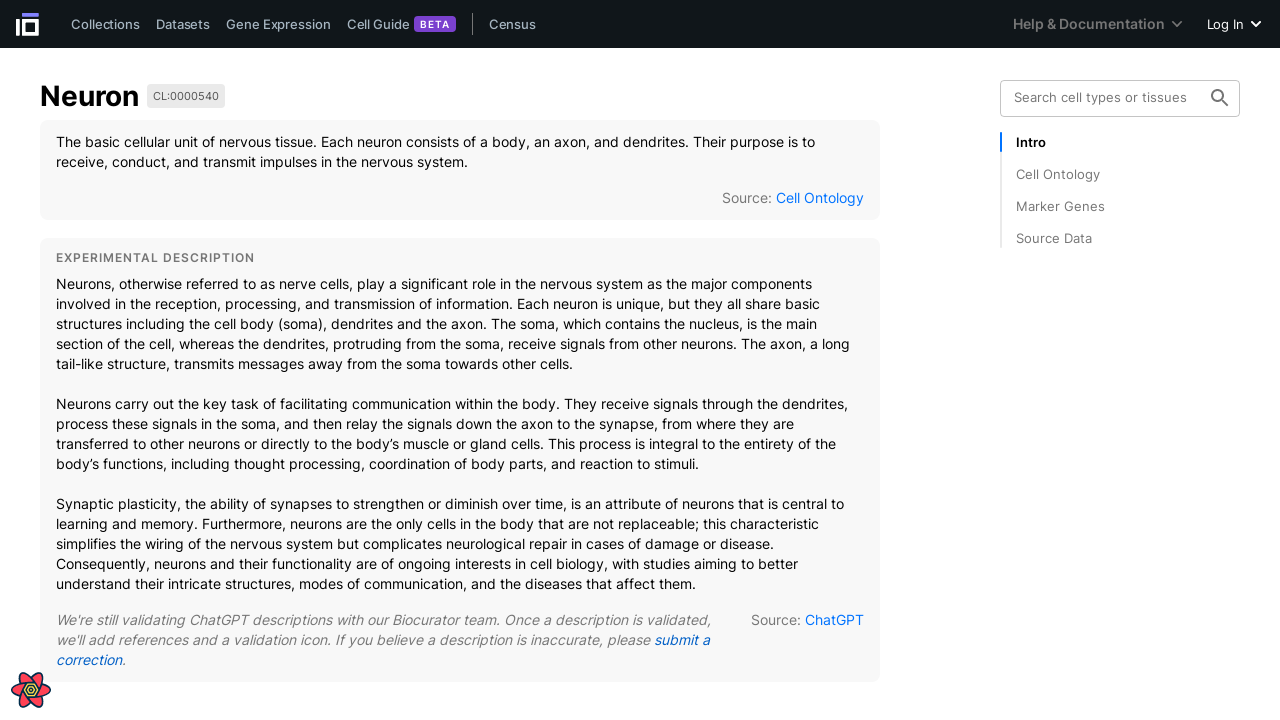 Collections Datasets Gene Expression Cell Guide BETA Census Help & Documentation Log In
Neuron CL:0000540
Search cell types or tissues
The basic cellular unit of nervous tissue. Each neuron consists of a body, an axon, and dendrites. Their purpose is to
receive, conduct, and transmit impulses in the nervous system.
Source: Cell Ontology
Intro
Cell Ontology
Marker Genes
Source Data
EXPERIMENTAL DESCRIPTION
Neurons, otherwise referred to as nerve cells, play a significant role in the nervous system as the major components
involved in the reception, processing, and transmission of information. Each neuron is unique, but they all share basic
structures including the cell body (soma), dendrites and the axon. The soma, which contains the nucleus, is the main
section of the cell, whereas the dendrites, protruding from the soma, receive signals from other neurons. The axon, a long
tail-like structure, transmits messages away from the soma towards other cells.
Neurons carry out the key task of facilitating communication within the body. They receive signals through the dendrites,
process these signals in the soma, and then relay the signals down the axon to the synapse, from where they are
transferred to other neurons or directly to the body’s muscle or gland cells. This process is integral to the entirety of the
body’s functions, including thought processing, coordination of body parts, and reaction to stimuli.
Synaptic plasticity, the ability of synapses to strengthen or diminish over time, is an attribute of neurons that is central to
learning and memory. Furthermore, neurons are the only cells in the body that are not replaceable; this characteristic
simplifies the wiring of the nervous system but complicates neurological repair in cases of damage or disease.
Consequently, neurons and their functionality are of ongoing interests in cell biology, with studies aiming to better
understand their intricate structures, modes of communication, and the diseases that affect them.
We're still validating ChatGPT descriptions with our Biocurator team. Once a description is validated,
we'll add references and a validation icon. If you believe a description is inaccurate, please submit a
correction.
Source: ChatGPT